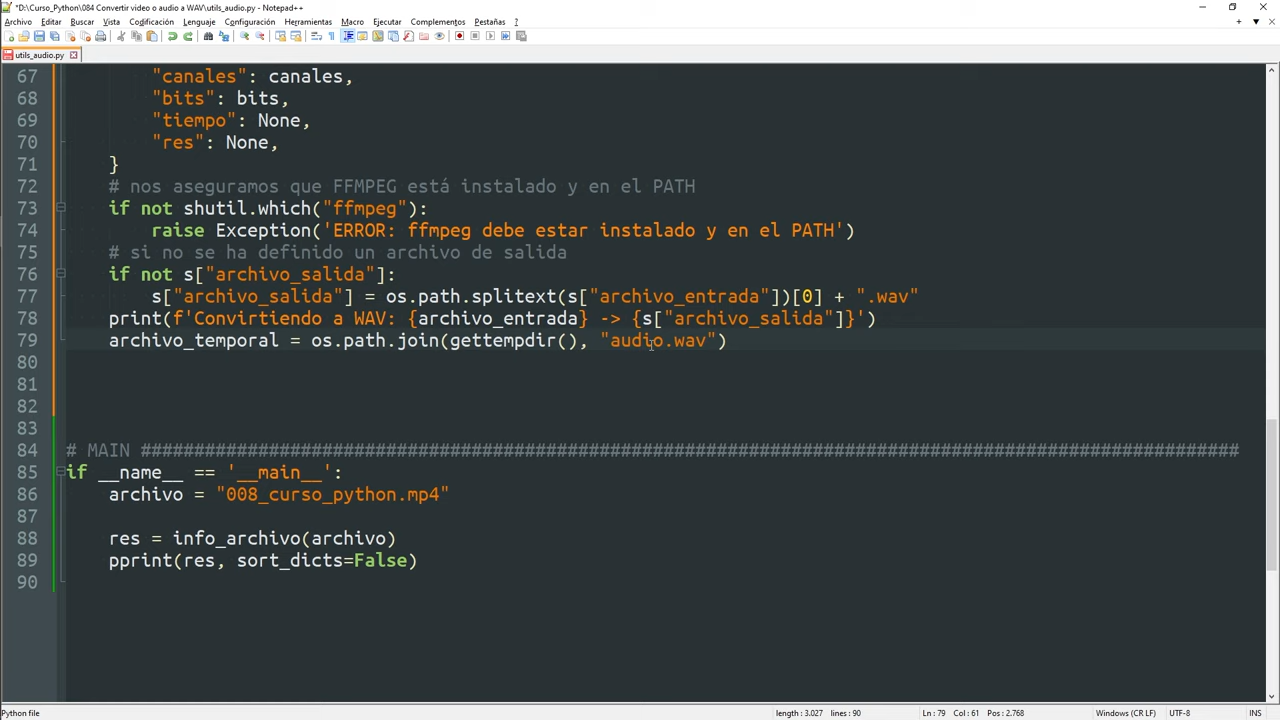 *D:\Curso_Python\084 Convertir video o audio a WAV\utils_audio.py - Notepad++
Archivo Editar Buscar Vista Codificación Lenguaje Configuración Herramientas Macro Ejecutar Complementos Pestañas ?
utils_audio.py
67 "canales": canales,
68 "bits": bits,
69 "tiempo": None,
70 "res": None,
71 }
72 # nos aseguramos que FFMPEG está instalado y en el PATH
73 if not shutil.which("ffmpeg"):
74 raise Exception('ERROR: ffmpeg debe estar instalado y en el PATH')
75 # si no se ha definido un archivo de salida
76 if not s["archivo_salida"]:
77 s["archivo_salida"] = os.path.splitext(s["archivo_entrada"])[0] + ".wav"
78 print(f'Convirtiendo a WAV: {archivo_entrada} -> {s["archivo_salida"]}')
79 archivo_temporal = os.path.join(gettempdir(), "audio.wav")
80
81
82
83
84 # MAIN #######################################################################################################
85 if __name__ == '__main__':
86 archivo = "008_curso_python.mp4"
87
88 res = info_archivo(archivo)
89 pprint(res, sort_dicts=False)
90
Python file length : 3.027 lines : 90 Ln : 79 Col : 61 Pos : 2.768 Windows (CR LF) UTF-8 INS